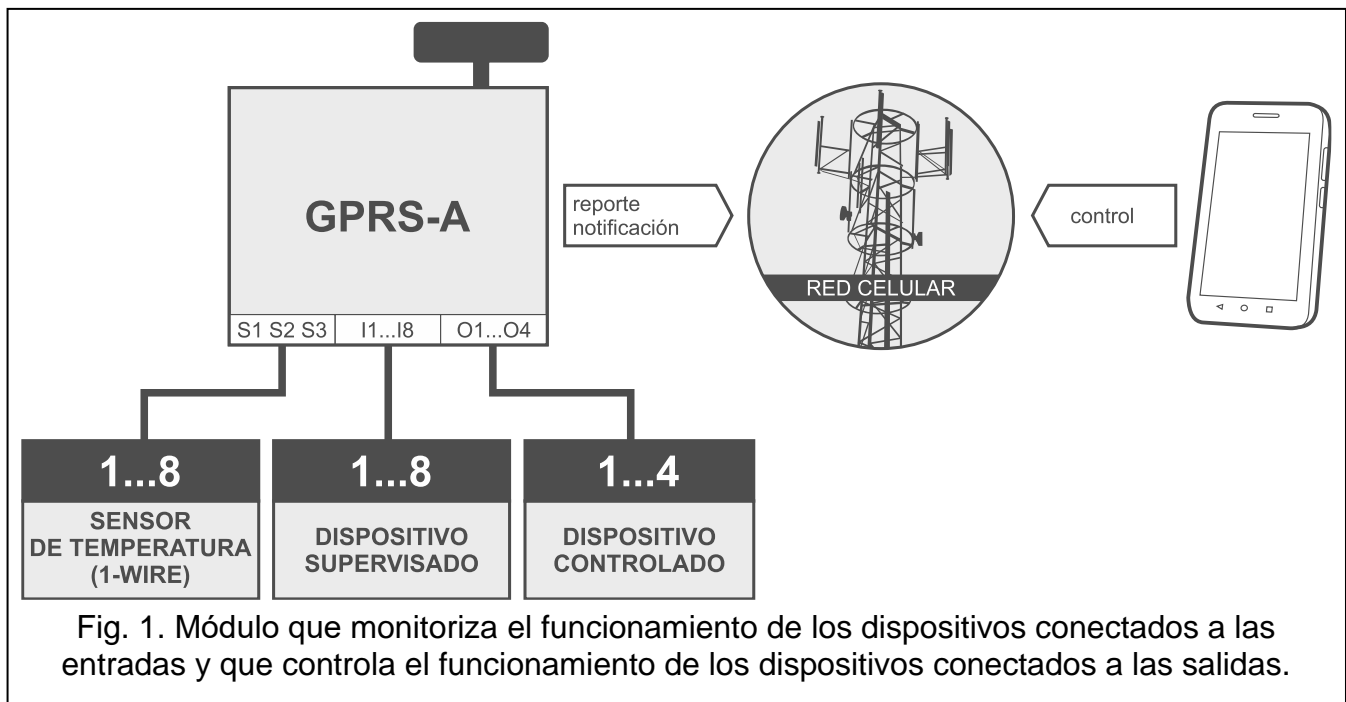 GPRS-A
S1 S2 S3
I1...I8
O1...O4
reporte
notificación
RED CELULAR
control
1...8
SENSOR
DE TEMPERATURA
(1-WIRE)
1...8
DISPOSITIVO
SUPERVISADO
1...4
DISPOSITIVO
CONTROLADO
Fig. 1. Módulo que monitoriza el funcionamiento de los dispositivos conectados a las
entradas y que controla el funcionamiento de los dispositivos conectados a las salidas.